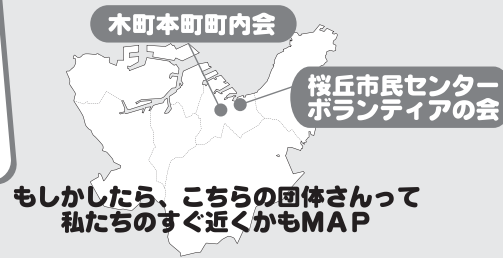 木町本町町内会
桜丘市民センター
ボランティアの会
もしかしたら、こちらの団体さんって
私たちのすぐ近くかもMAP